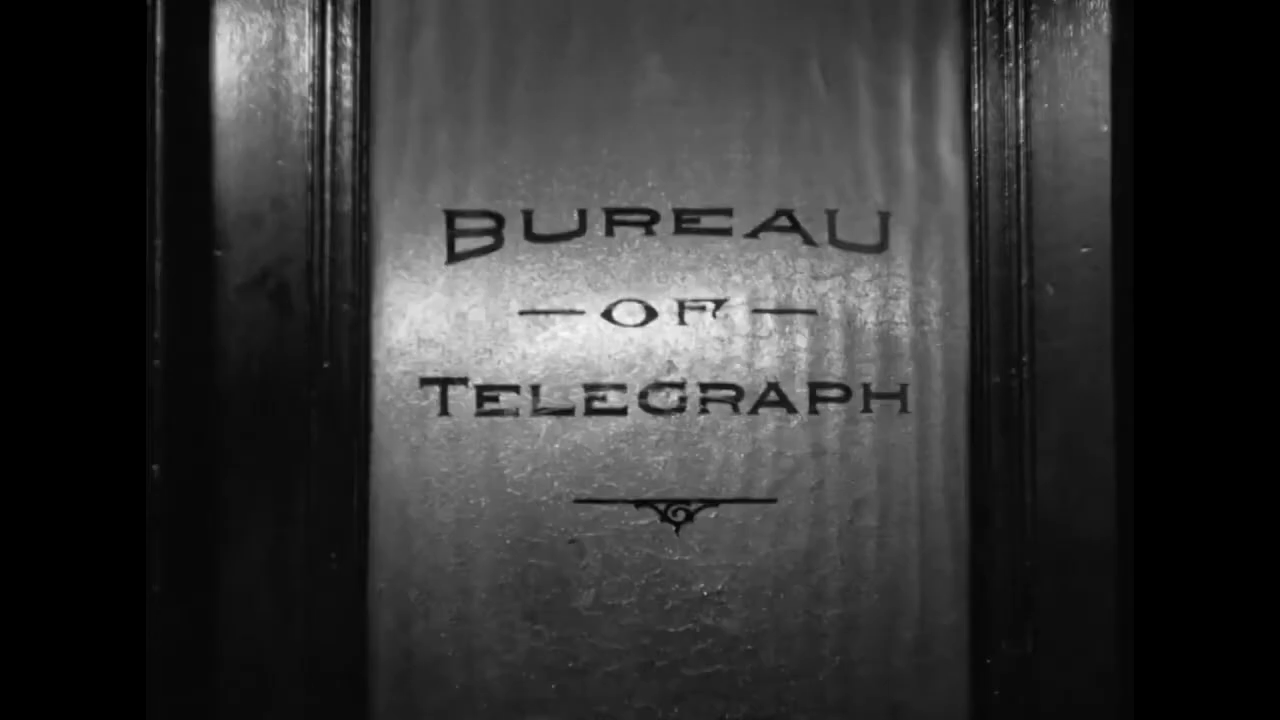 BUREAU
— OF —
TELEGRAPH